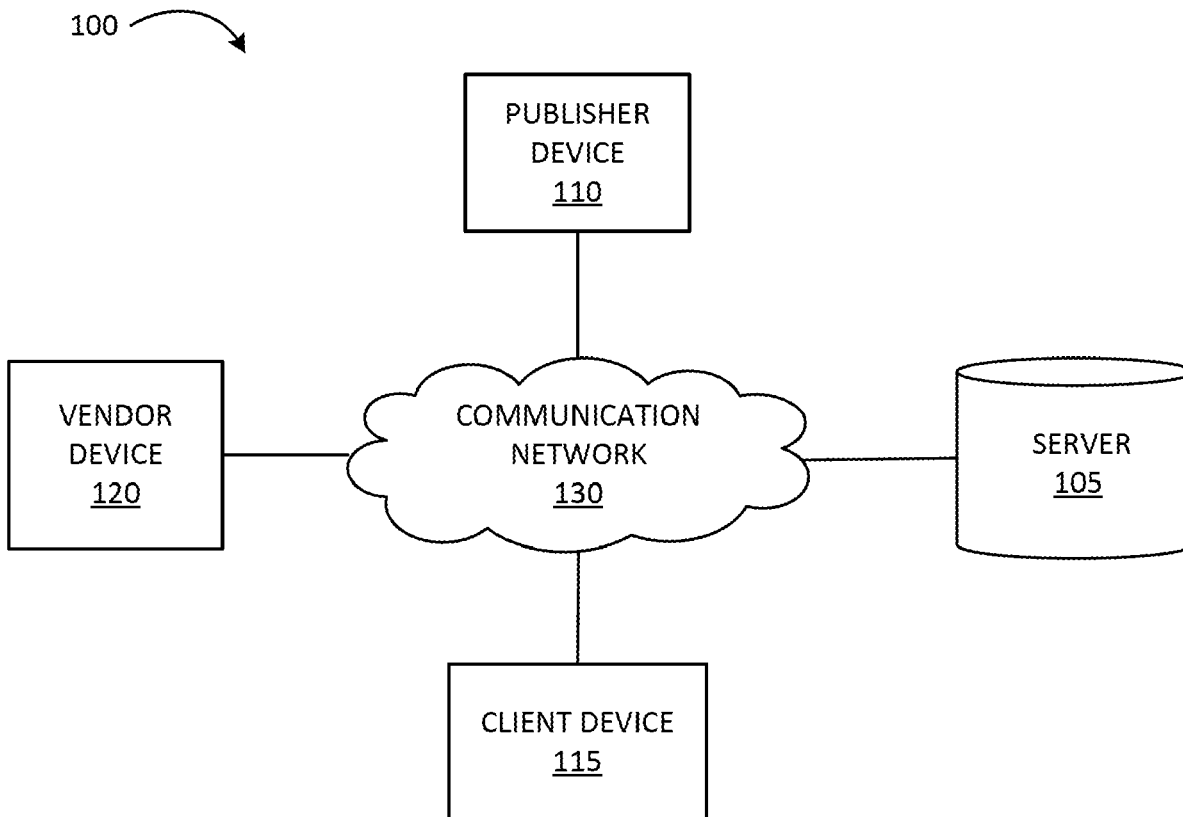 100
PUBLISHER
DEVICE
110
VENDOR
DEVICE
120
COMMUNICATION
NETWORK
130
SERVER
105
CLIENT DEVICE
115